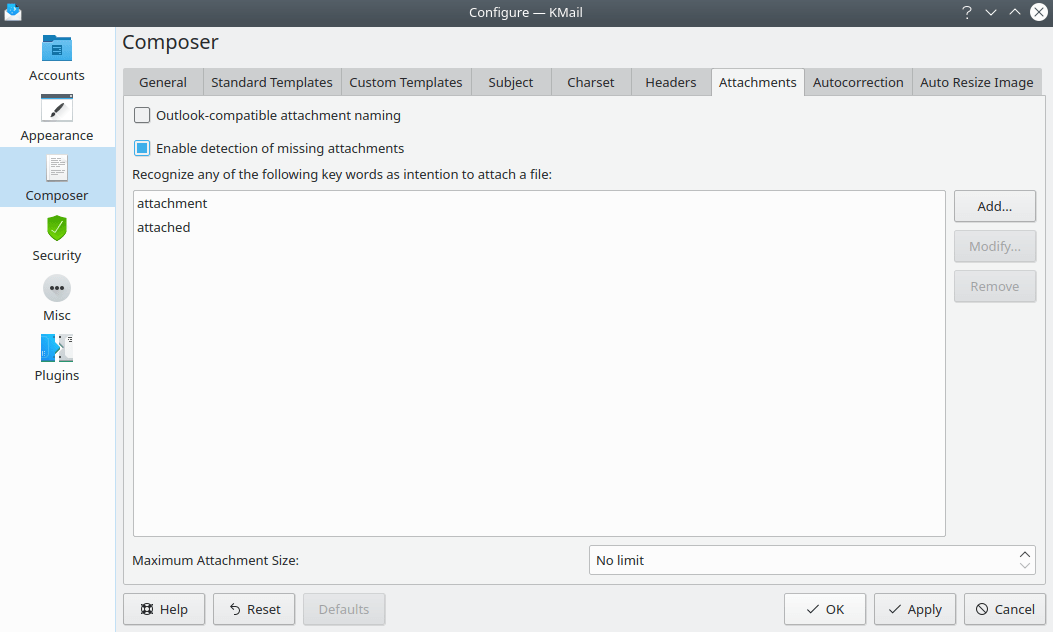 Configure — KMail
Accounts
Appearance
Composer
Security
Misc
Plugins
Composer
General Standard Templates Custom Templates Subject Charset Headers Attachments Autocorrection Auto Resize Image
Outlook-compatible attachment naming
Enable detection of missing attachments
Recognize any of the following key words as intention to attach a file:
attachment
attached
Add...
Modify...
Remove
Maximum Attachment Size: No limit
Help Reset Defaults OK Apply Cancel